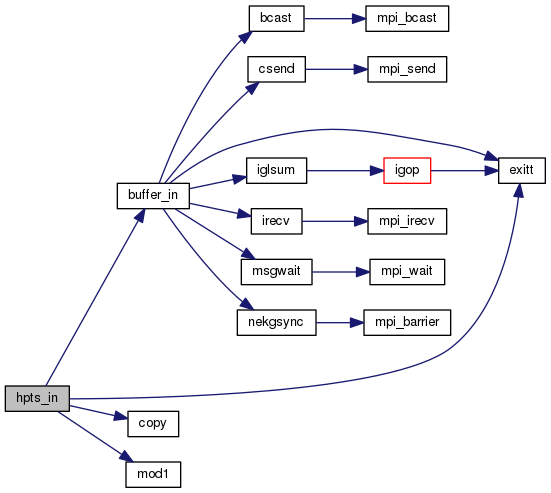 bcast
mpi_bcast
csend
mpi_send
iglsum
igop
exitt
buffer_in
irecv
mpi_irecv
msgwait
mpi_wait
nekgsync
mpi_barrier
hpts_in
copy
mod1